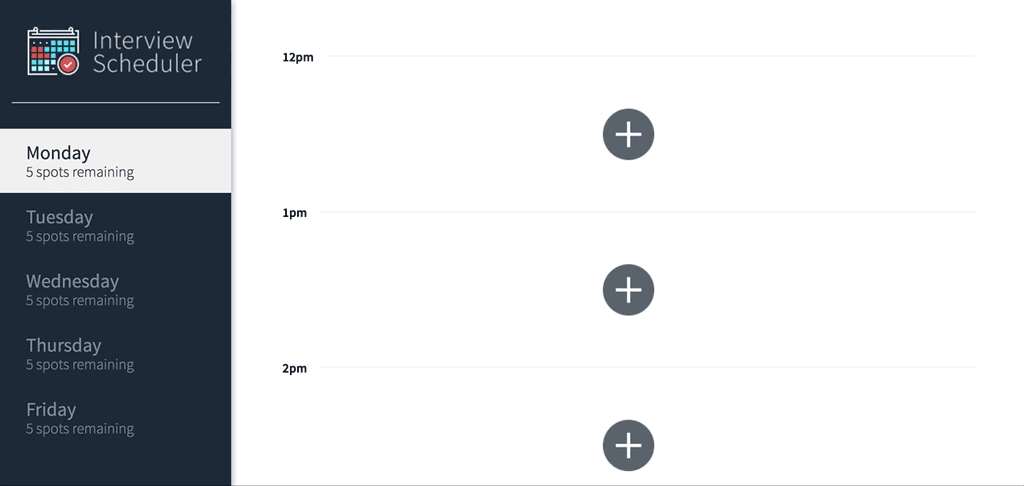 Interview
Scheduler
Monday
5 spots remaining
Tuesday
5 spots remaining
Wednesday
5 spots remaining
Thursday
5 spots remaining
Friday
5 spots remaining
12pm
1pm
2pm